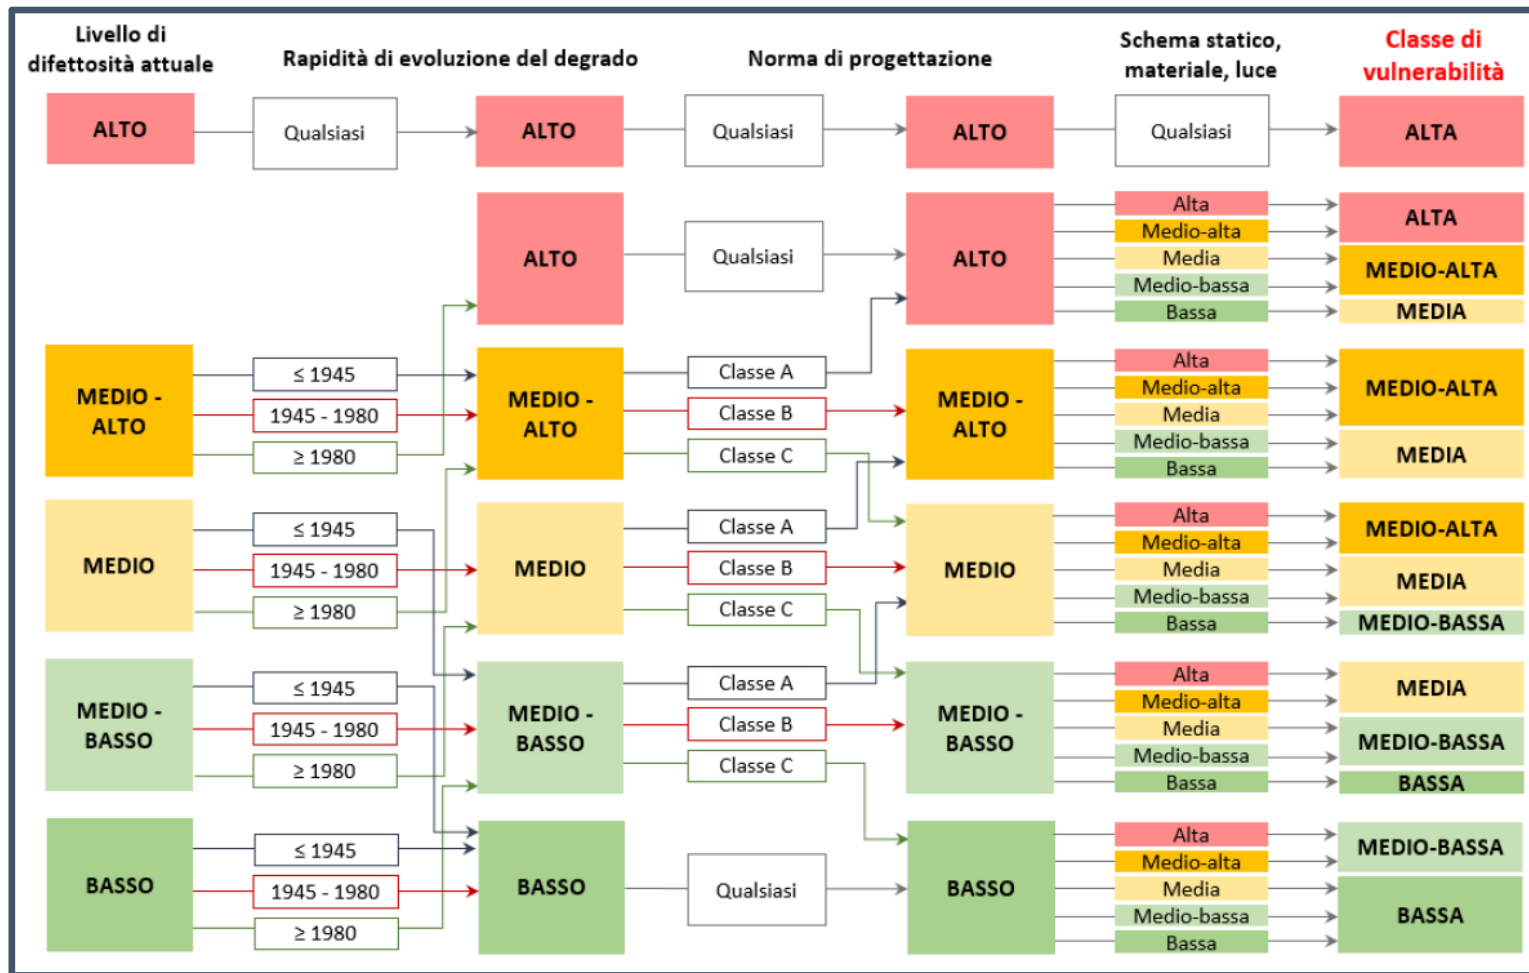 Livello di
difettosità attuale
Rapidità di evoluzione del degrado
Norma di progettazione
Schema statico,
materiale, luce
Classe di
vulnerabilità
ALTO
Qualsiasi
ALTO
Qualsiasi
ALTO
Qualsiasi
ALTA
ALTO
Qualsiasi
ALTO
Alta
Medio-alta
Media
Medio-bassa
Bassa
ALTA
MEDIO-ALTA
MEDIA
MEDIO -
ALTO
≤ 1945
1945 - 1980
≥ 1980
MEDIO -
ALTO
Classe A
Classe B
Classe C
MEDIO -
ALTO
Alta
Medio-alta
Media
Medio-bassa
Bassa
MEDIO-ALTA
MEDIA
MEDIO
≤ 1945
1945 - 1980
≥ 1980
MEDIO
Classe A
Classe B
Classe C
MEDIO
Alta
Medio-alta
Media
Medio-bassa
Bassa
MEDIO-ALTA
MEDIA
MEDIO-BASSA
MEDIO -
BASSO
≤ 1945
1945 - 1980
≥ 1980
MEDIO -
BASSO
Classe A
Classe B
Classe C
MEDIO -
BASSO
Alta
Medio-alta
Media
Medio-bassa
Bassa
MEDIA
MEDIO-BASSA
BASSA
BASSO
≤ 1945
1945 - 1980
≥ 1980
BASSO
Qualsiasi
BASSO
Alta
Medio-alta
Media
Medio-bassa
Bassa
MEDIO-BASSA
BASSA